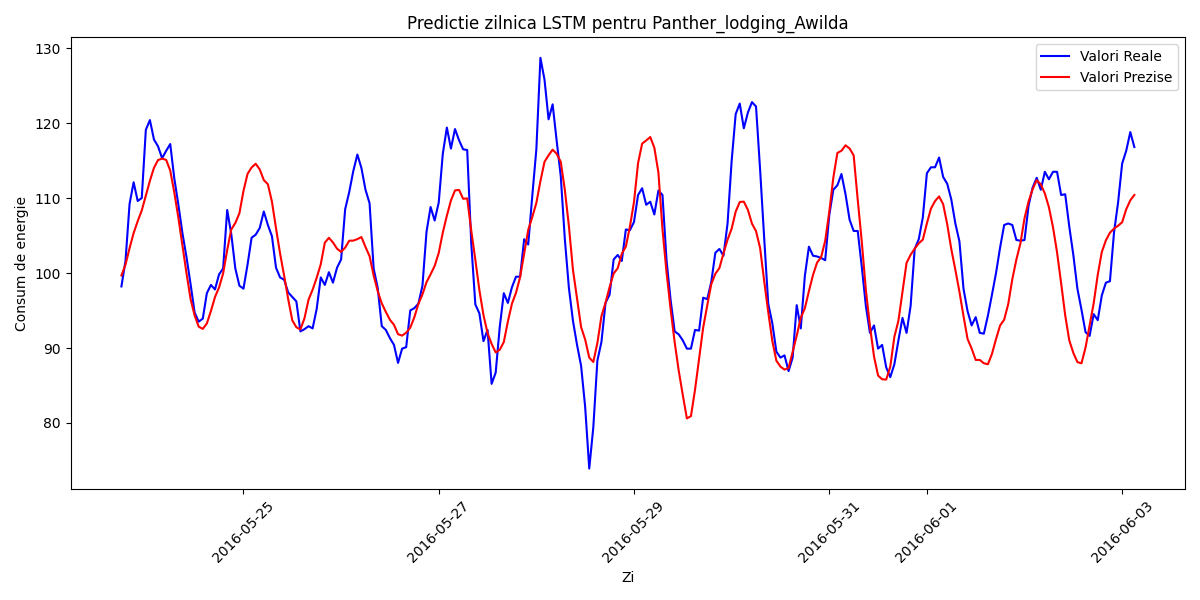 Predictie zilnica LSTM pentru Panther_lodging_Awilda
Valori Reale
Valori Prezise
Consum de energie
130
120
110
100
90
80
2016-05-25
2016-05-27
2016-05-29
2016-05-31
2016-06-01
2016-06-03
Zi